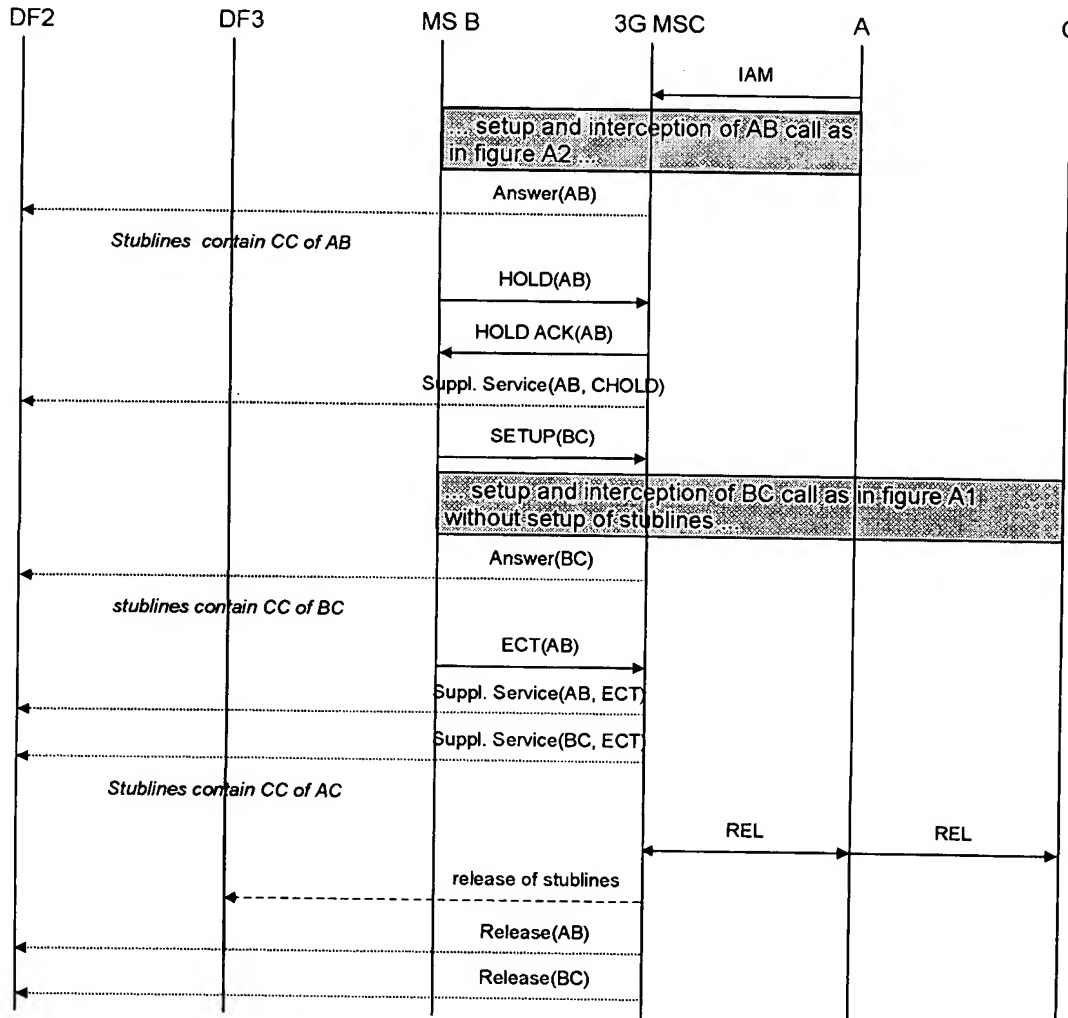 DF2 DF3 MS B 3G MSC A C
IAM
... setup and interception of AB call as
in figure A2 ...
Answer(AB)
Stublines contain CC of AB
HOLD(AB)
HOLD ACK(AB)
Suppl. Service(AB, CHOLD)
SETUP(BC)
... setup and interception of BC call as in figure A1
without setup of stublines ...
Answer(BC)
stublines contain CC of BC
ECT(AB)
Suppl. Service(AB, ECT)
Suppl. Service(BC, ECT)
Stublines contain CC of AC
REL REL
release of stublines
Release(AB)
Release(BC)